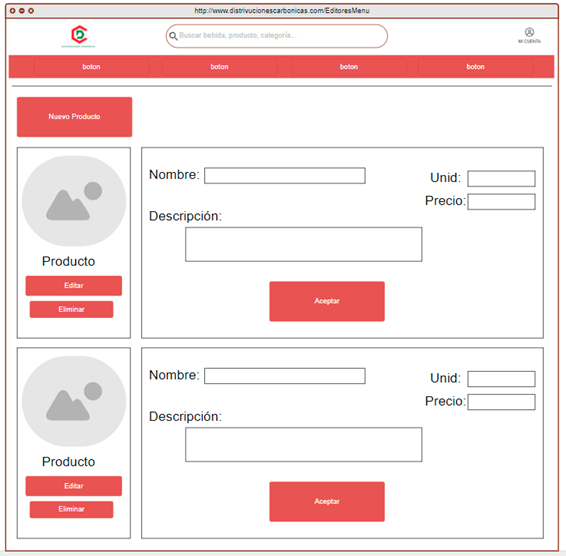 http://www.distrivucionescarbonicas.com/EditoresMenu
Buscar bebida, producto, categoría...
MI CUENTA
boton boton boton boton
Nuevo Producto
Nombre: Unid:
Precio:
Descripción:
Producto
Editar
Eliminar
Aceptar
Nombre: Unid:
Precio:
Descripción:
Producto
Editar
Eliminar
Aceptar